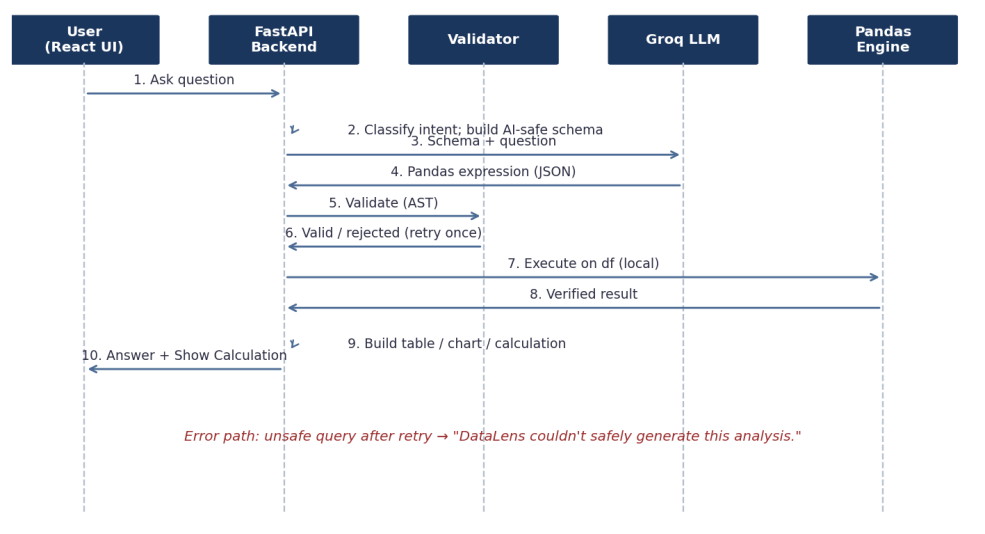 User
(React UI)
FastAPI
Backend
Validator
Groq LLM
Pandas
Engine
1. Ask question
2. Classify intent; build AI-safe schema
3. Schema + question
4. Pandas expression (JSON)
5. Validate (AST)
6. Valid / rejected (retry once)
7. Execute on df (local)
8. Verified result
9. Build table / chart / calculation
10. Answer + Show Calculation
Error path: unsafe query after retry → "DataLens couldn't safely generate this analysis."